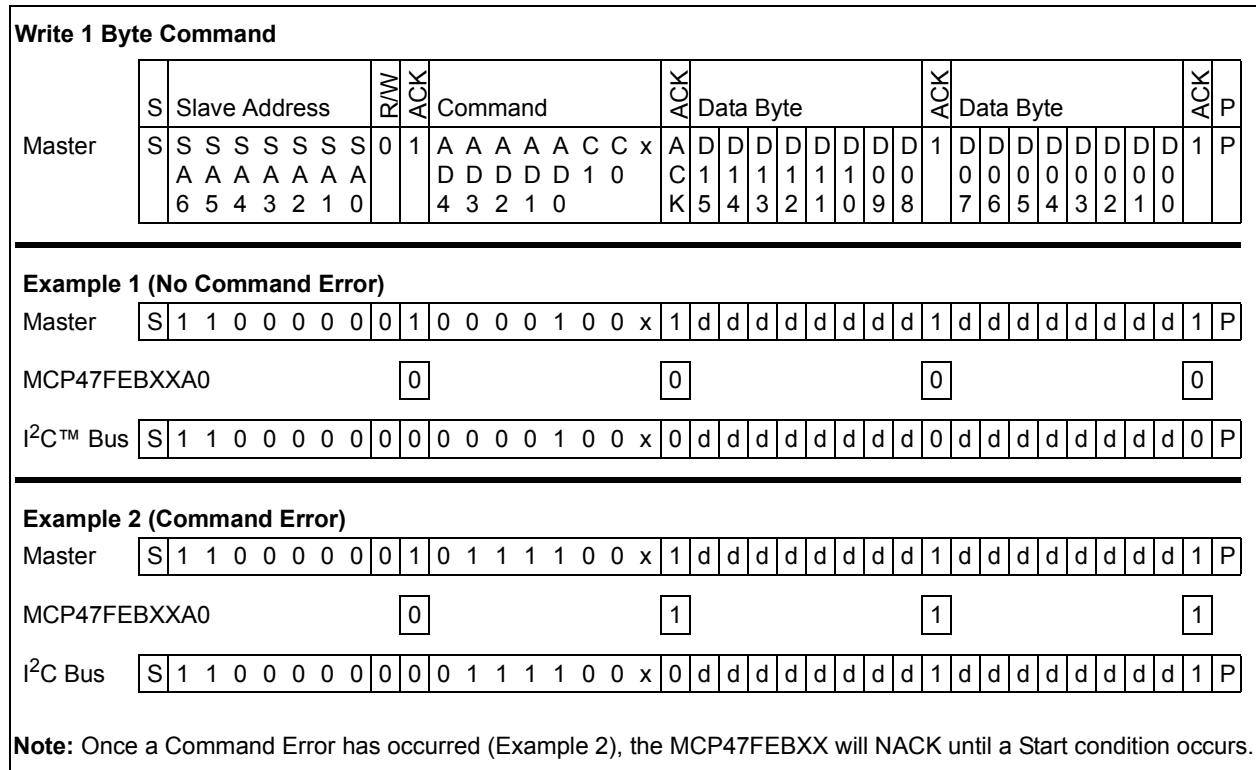 Write 1 Byte Command
S Slave Address R/W ACK Command ACK Data Byte ACK Data Byte ACK P
Master S S S S S S S S 0 1 A A A A A C C x A D D D D D D D D 1 D D D D D D D D 1 P
A A A A A A A D D D D D 1 0 C 1 1 1 1 1 1 0 0 0 0 0 0 0 0 0 0
6 5 4 3 2 1 0 4 3 2 1 0 K 5 4 3 2 1 0 9 8 7 6 5 4 3 2 1 0
Example 1 (No Command Error)
Master S 1 1 0 0 0 0 0 0 1 0 0 0 0 1 0 0 x 1 d d d d d d d d 1 d d d d d d d d 1 P
MCP47FEBXXA0 0 0 0 0
I²C™ Bus S 1 1 0 0 0 0 0 0 0 0 0 0 0 1 0 0 x 0 d d d d d d d d 0 d d d d d d d d 0 P
Example 2 (Command Error)
Master S 1 1 0 0 0 0 0 0 1 0 1 1 1 1 0 0 x 1 d d d d d d d d 1 d d d d d d d d 1 P
MCP47FEBXXA0 0 1 1 1
I²C Bus S 1 1 0 0 0 0 0 0 0 0 1 1 1 1 0 0 x 0 d d d d d d d d 1 d d d d d d d d 1 P
Note: Once a Command Error has occurred (Example 2), the MCP47FEBXX will NACK until a Start condition occurs.